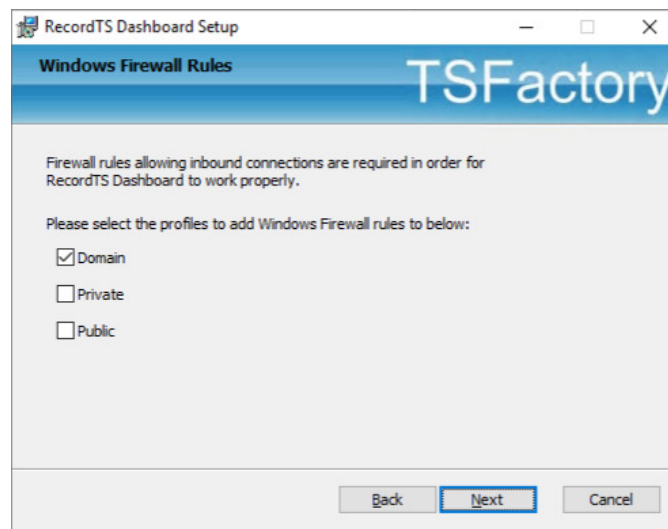 RecordTS Dashboard Setup
Windows Firewall Rules
TSFactory
Firewall rules allowing inbound connections are required in order for
RecordTS Dashboard to work properly.
Please select the profiles to add Windows Firewall rules to below:
Domain
Private
Public
Back Next Cancel